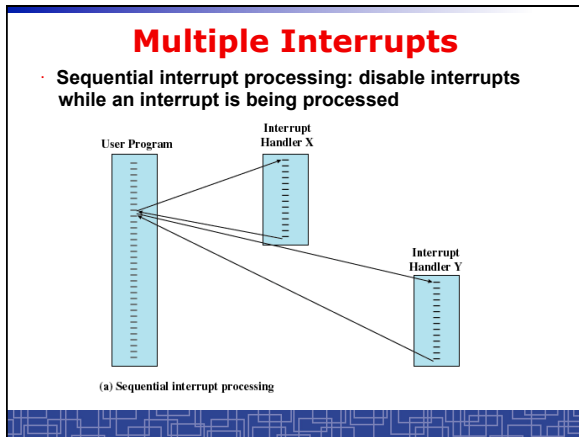 Multiple Interrupts
· Sequential interrupt processing: disable interrupts
while an interrupt is being processed
User Program
Interrupt
Handler X
Interrupt
Handler Y
(a) Sequential interrupt processing